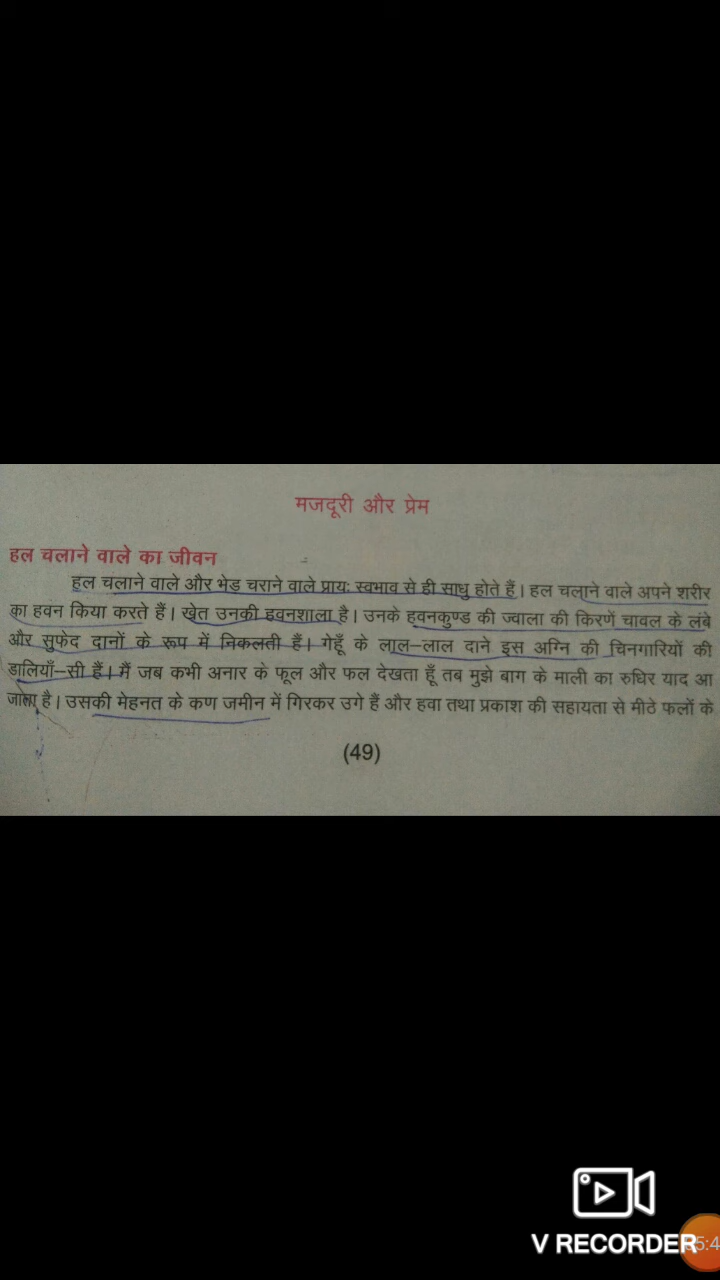 मजदूरी और प्रेम
हल चलाने वाले का जीवन
हल चलाने वाले और भेड़ चराने वाले प्रायः स्वभाव से ही साधु होते हैं। हल चलाने वाले अपने शरीर
का हवन किया करते हैं। खेत उनकी हवनशाला है। उनके हवनकुण्ड की ज्वाला की किरणें चावल के लंबे
और सुफेद दानों के रूप में निकलती हैं। गेहूँ के लाल-लाल दाने इस अग्नि की चिनगारियों की
डालियाँ-सी हैं। मैं जब कभी अनार के फूल और फल देखता हूँ तब मुझे बाग के माली का रुधिर याद आ
जाता है। उसकी मेहनत के कण जमीन में गिरकर उगे हैं और हवा तथा प्रकाश की सहायता से मीठे फलों के
(49)
V RECORDER